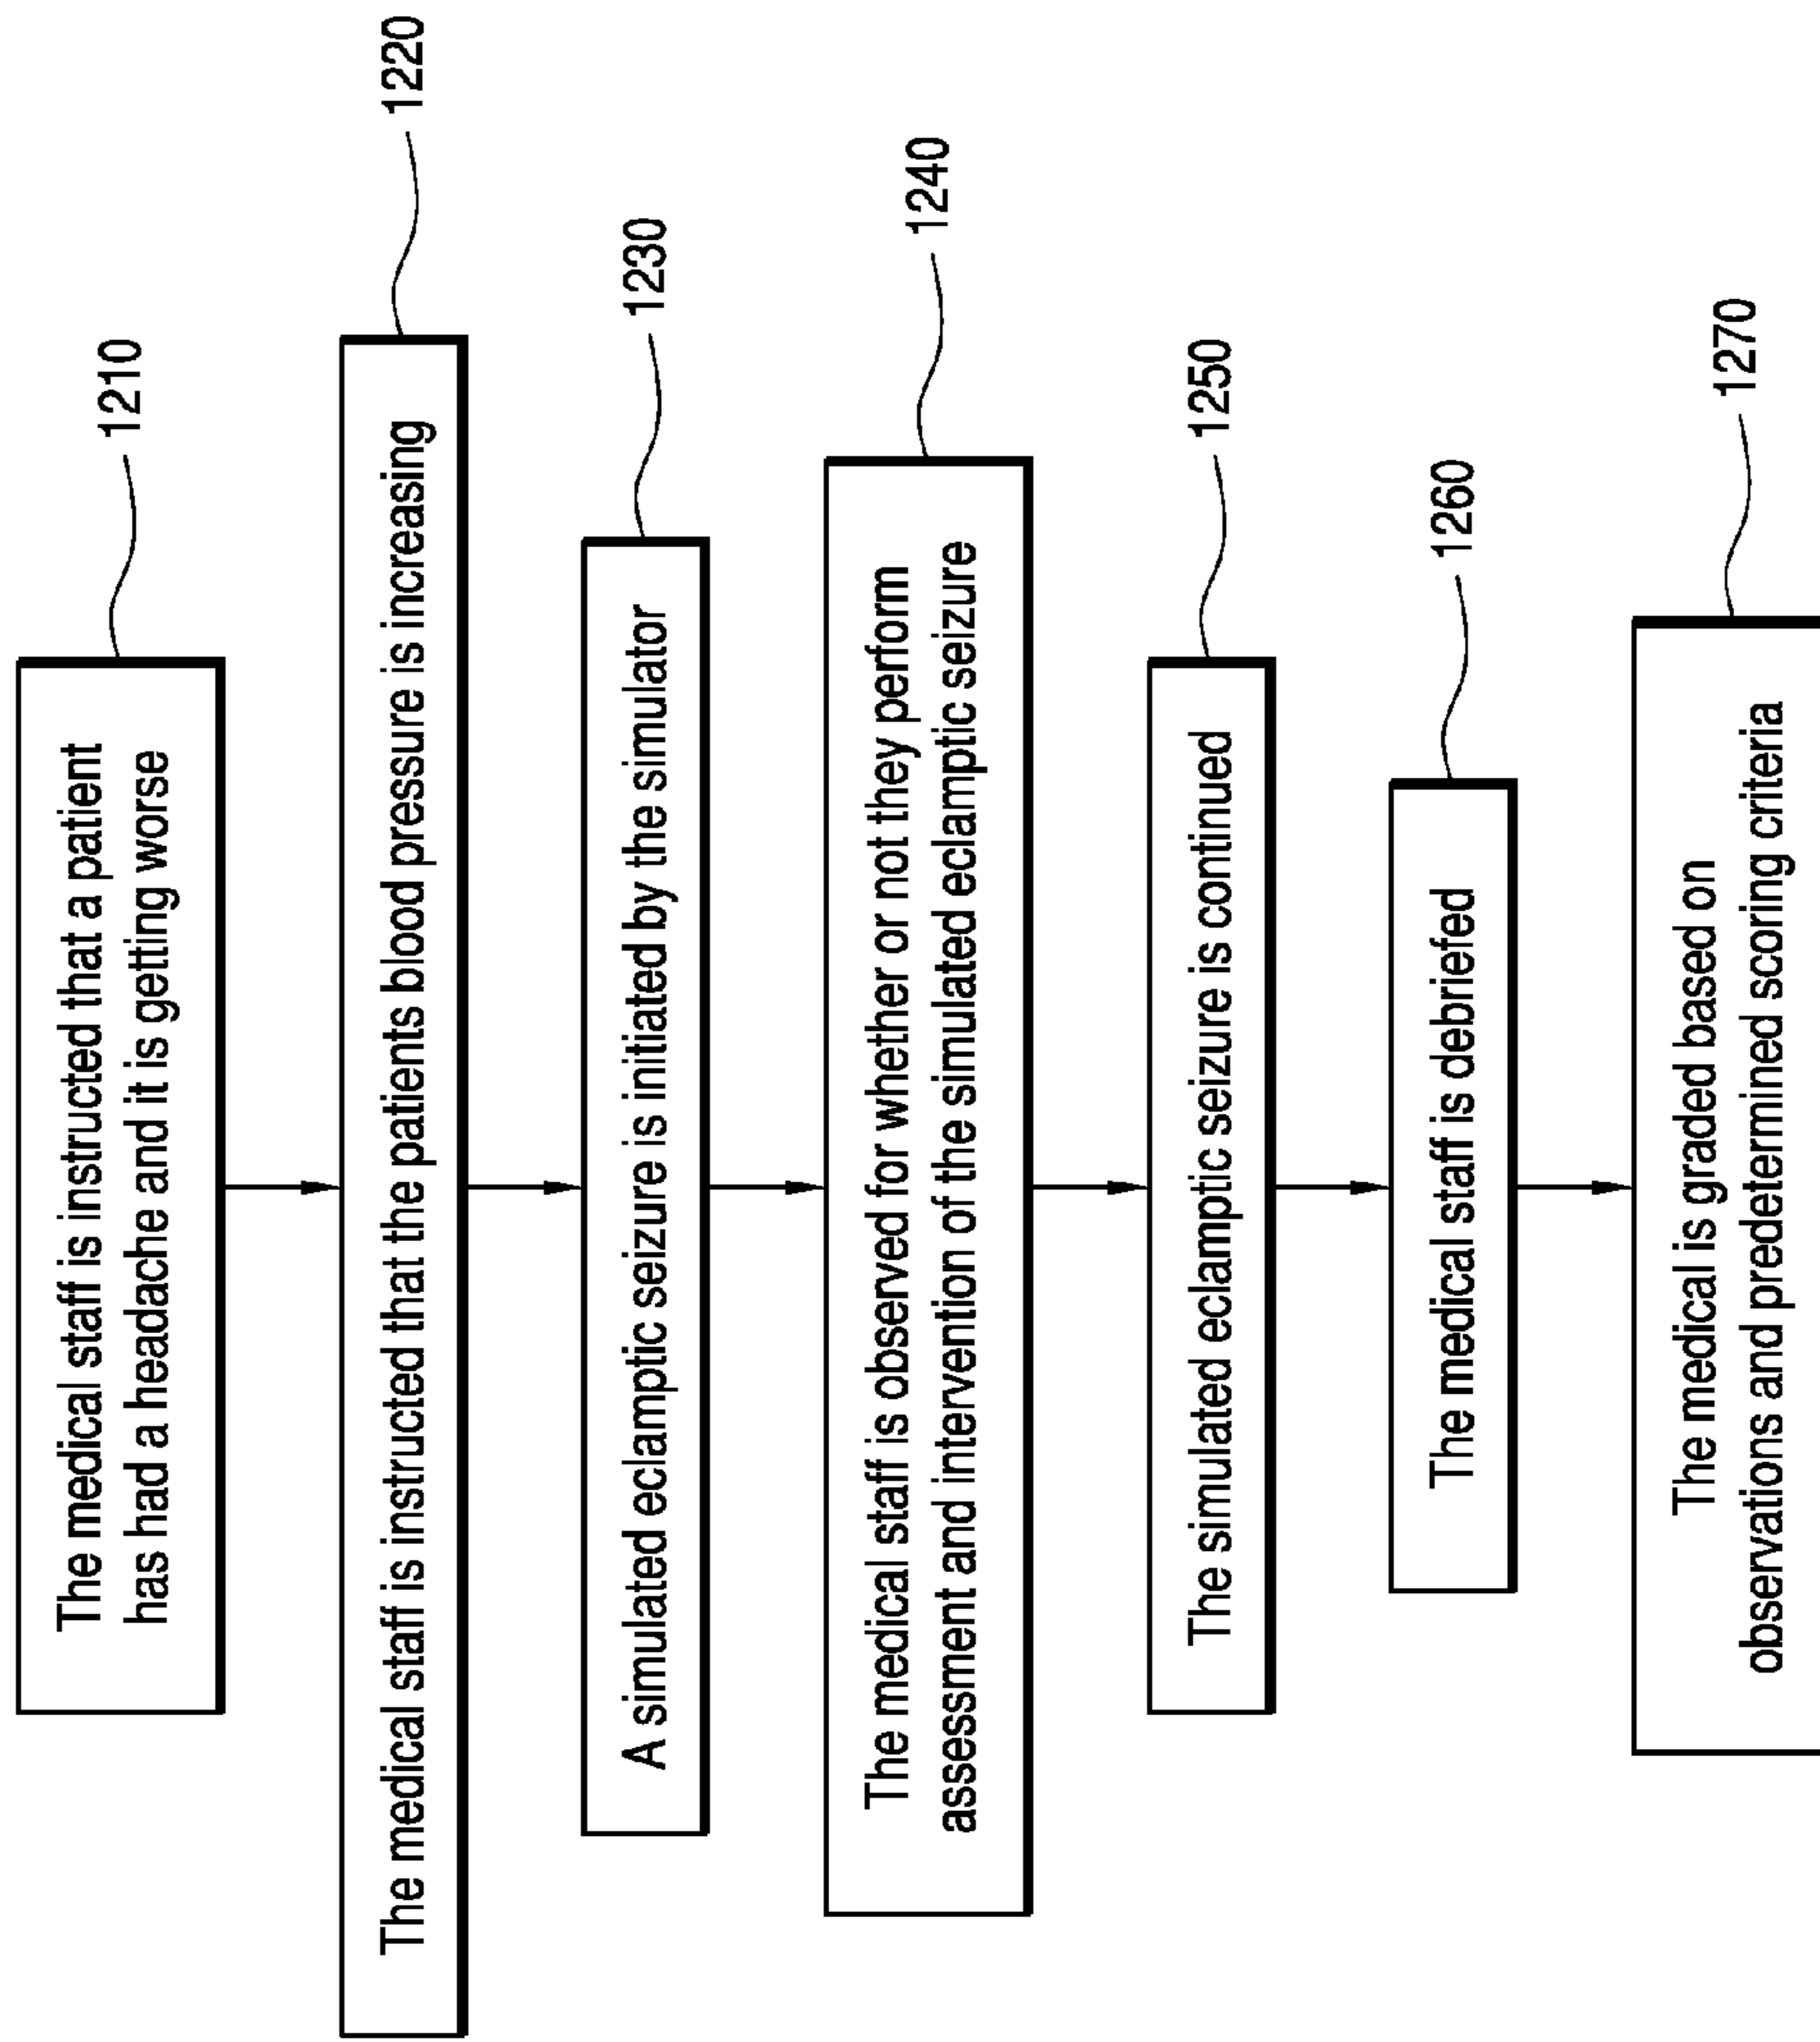 The medical staff is instructed that a patient
has had a headache and it is getting worse
1210
The medical staff is instructed that the patients blood pressure is increasing
1220
A simulated eclamptic seizure is initiated by the simulator
1230
The medical staff is observed for whether or not they perform
assessment and intervention of the simulated eclamptic seizure
1240
The simulated eclamptic seizure is continued
1250
The medical staff is debriefed
1260
The medical is graded based on
observations and predetermined scoring criteria
1270